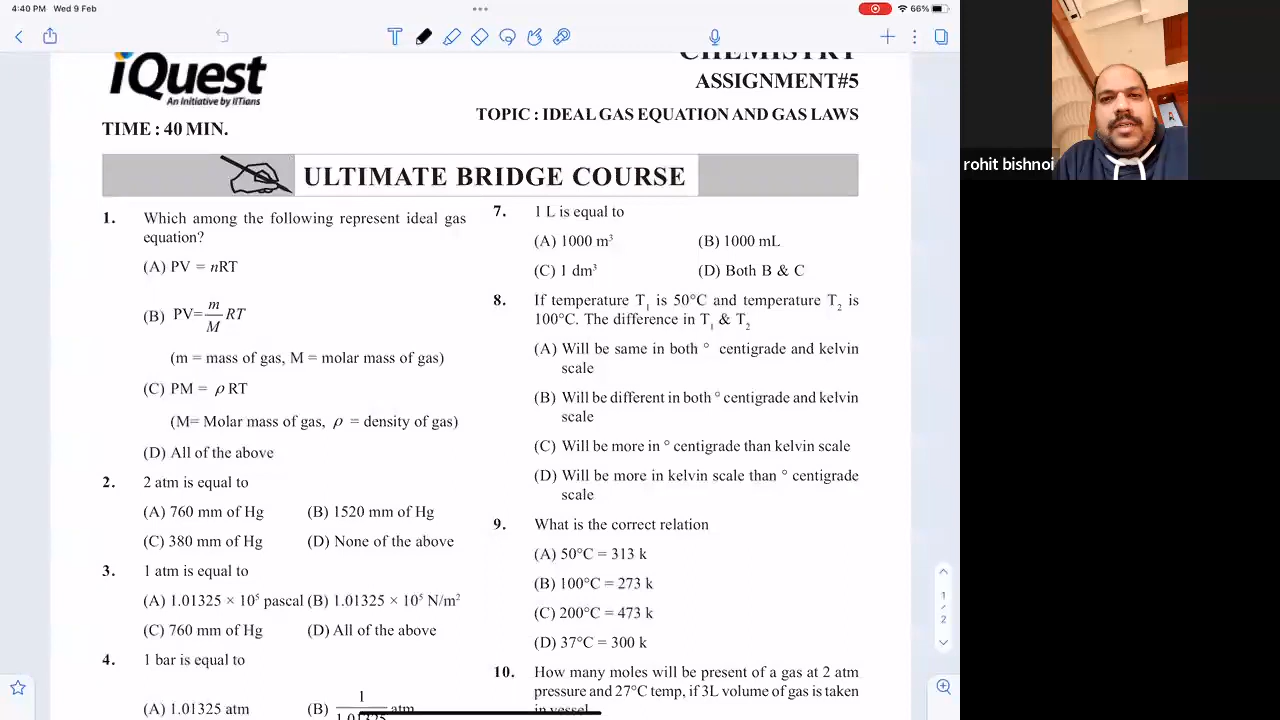 4:40 PM Wed 9 Feb
66%
iQuest
An Initiative by IITians
CHEMISTRY
ASSIGNMENT#5
TOPIC : IDEAL GAS EQUATION AND GAS LAWS
TIME : 40 MIN.
ULTIMATE BRIDGE COURSE
1. Which among the following represent ideal gas
equation?
(A) PV = nRT
(B) PV= m/M RT
(m = mass of gas, M = molar mass of gas)
(C) PM = ρ RT
(M= Molar mass of gas, ρ = density of gas)
(D) All of the above
2. 2 atm is equal to
(A) 760 mm of Hg (B) 1520 mm of Hg
(C) 380 mm of Hg (D) None of the above
3. 1 atm is equal to
(A) 1.01325 × 10⁵ pascal (B) 1.01325 × 10⁵ N/m²
(C) 760 mm of Hg (D) All of the above
4. 1 bar is equal to
(A) 1.01325 atm (B) 1/1.01325 atm
7. 1 L is equal to
(A) 1000 m³ (B) 1000 mL
(C) 1 dm³ (D) Both B & C
8. If temperature T₁ is 50°C and temperature T₂ is
100°C. The difference in T₁ & T₂
(A) Will be same in both ° centigrade and kelvin
scale
(B) Will be different in both ° centigrade and kelvin
scale
(C) Will be more in ° centigrade than kelvin scale
(D) Will be more in kelvin scale than ° centigrade
scale
9. What is the correct relation
(A) 50°C = 313 k
(B) 100°C = 273 k
(C) 200°C = 473 k
(D) 37°C = 300 k
10. How many moles will be present of a gas at 2 atm
pressure and 27°C temp, if 3L volume of gas is taken
in vessel
1
/
2
rohit bishnoi